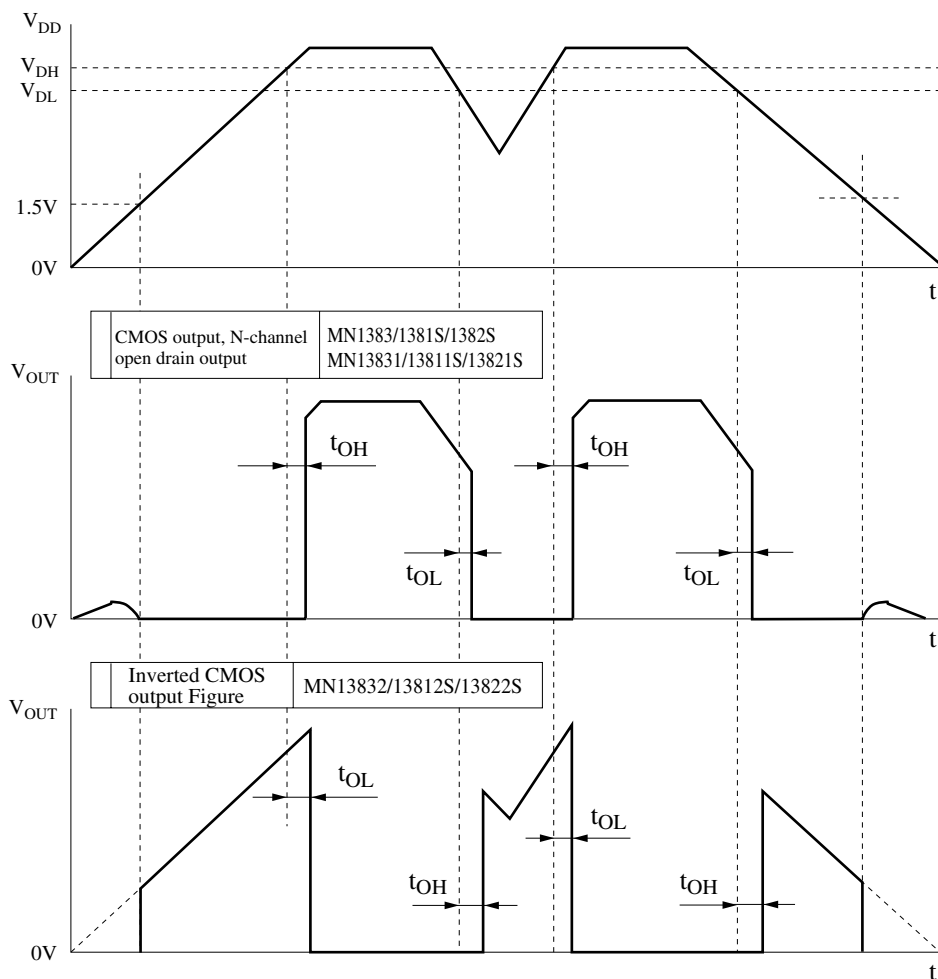 VDD
VDH
VDL
1.5V
0V
t
CMOS output, N-channel
open drain output
MN1383/1381S/1382S
MN13831/13811S/13821S
VOUT
tOH
tOH
tOL
tOL
0V
t
Inverted CMOS
output Figure
MN13832/13812S/13822S
VOUT
tOL
tOL
tOH
tOH
0V
t